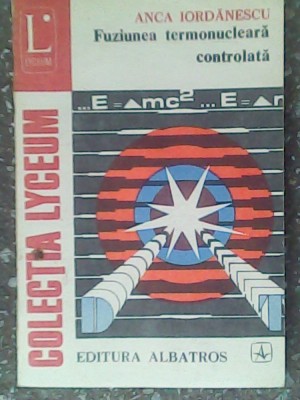 L
LYCEUM
ANCA IORDĂNESCU
Fuziunea termonucleară
controlată
...E=∆mc² ... E=∆m
COLECȚIA LYCEUM
D
T
EDITURA ALBATROS
A